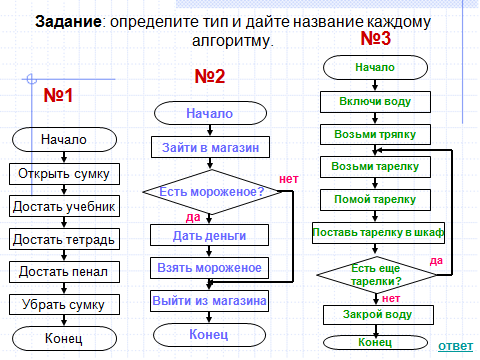 Задание: определите тип и дайте название каждому
алгоритму.
№1
Начало
Открыть сумку
Достать учебник
Достать тетрадь
Достать пенал
Убрать сумку
Конец
№2
Начало
Зайти в магазин
Есть мороженое?
нет
да
Дать деньги
Взять мороженое
Выйти из магазина
Конец
№3
Начало
Включи воду
Возьми тряпку
Возьми тарелку
Помой тарелку
Поставь тарелку в шкаф
Есть еще
тарелки?
да
нет
Закрой воду
Конец
ответ